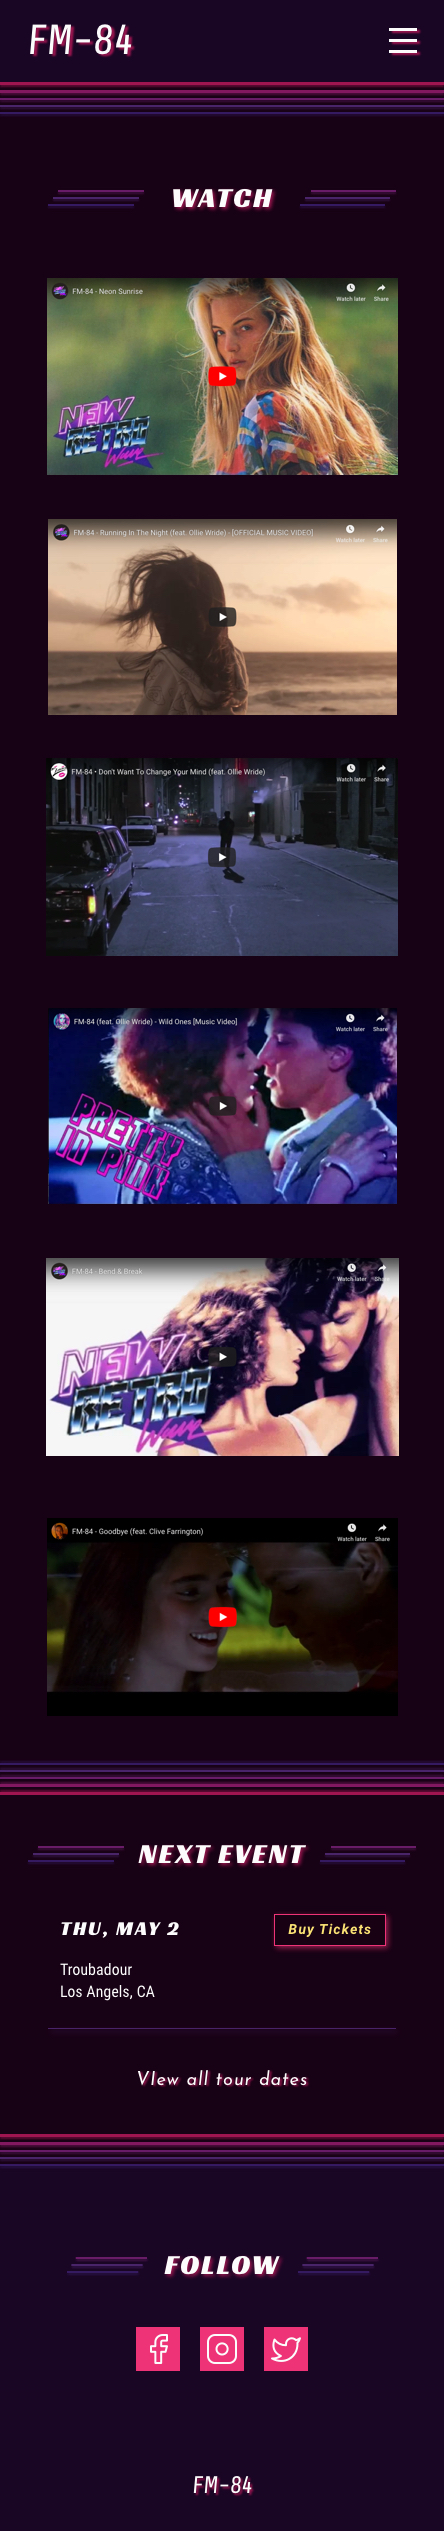 FM-84
WATCH
FM-84 - Neon Sunrise
Watch later
Share
NEW
RETRO
Wave
FM-84 - Running In The Night (feat. Ollie Wride) - [OFFICIAL MUSIC VIDEO]
Watch later
Share
FM-84 • Don't Want To Change Your Mind (feat. Ollie Wride)
Watch later
Share
FM-84 (feat. Ollie Wride) - Wild Ones [Music Video]
Watch later
Share
PRETTY
IN PINK
FM-84 - Bend & Break
Watch later
Share
NEW
RETRO
Wave
FM-84 - Goodbye (feat. Clive Farrington)
Watch later
Share
NEXT EVENT
THU, MAY 2
Buy Tickets
Troubadour
Los Angels, CA
VIew all tour dates
FOLLOW
FM-84